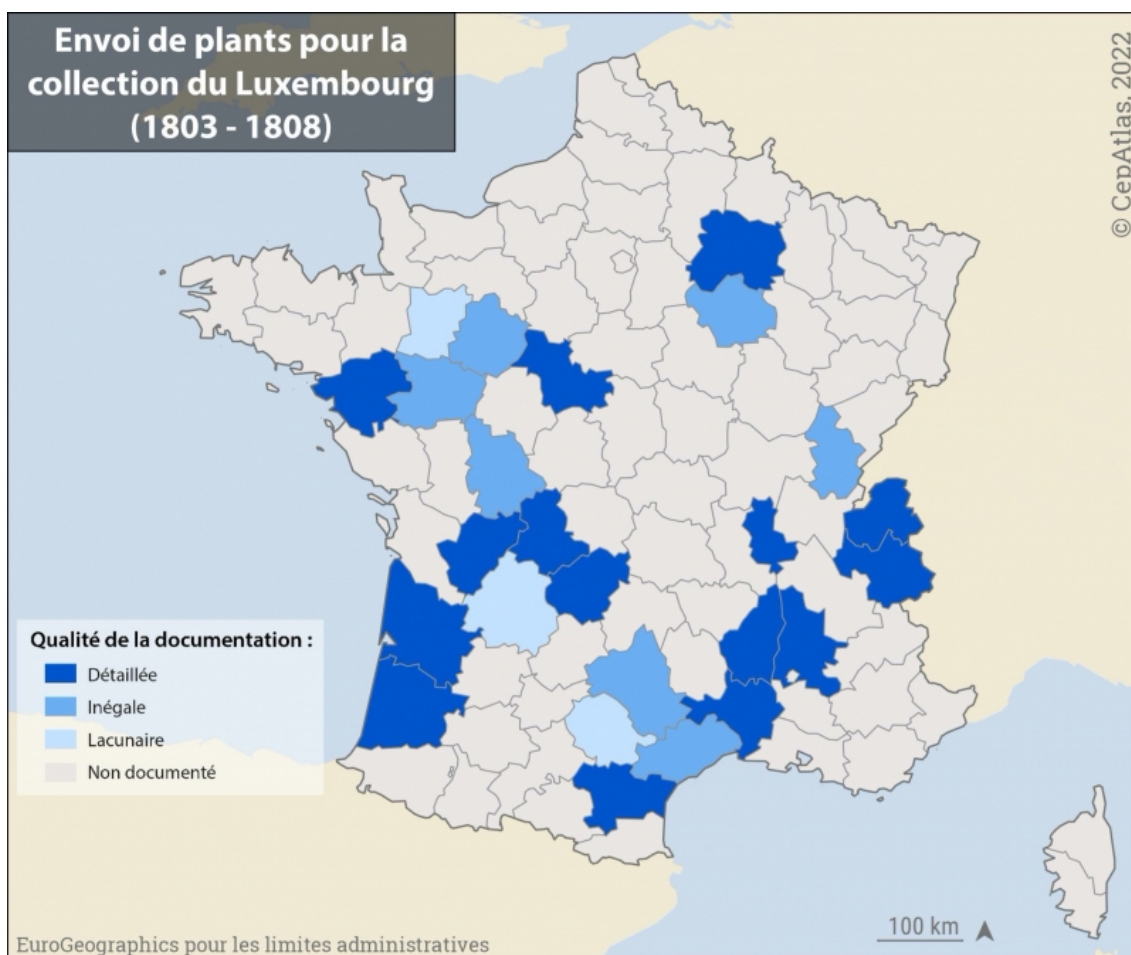 Envoi de plants pour la
collection du Luxembourg
(1803 - 1808)
© CepAtlas, 2022
Qualité de la documentation :
Détaillée
Inégale
Lacunaire
Non documenté
100 km
EuroGeographics pour les limites administratives